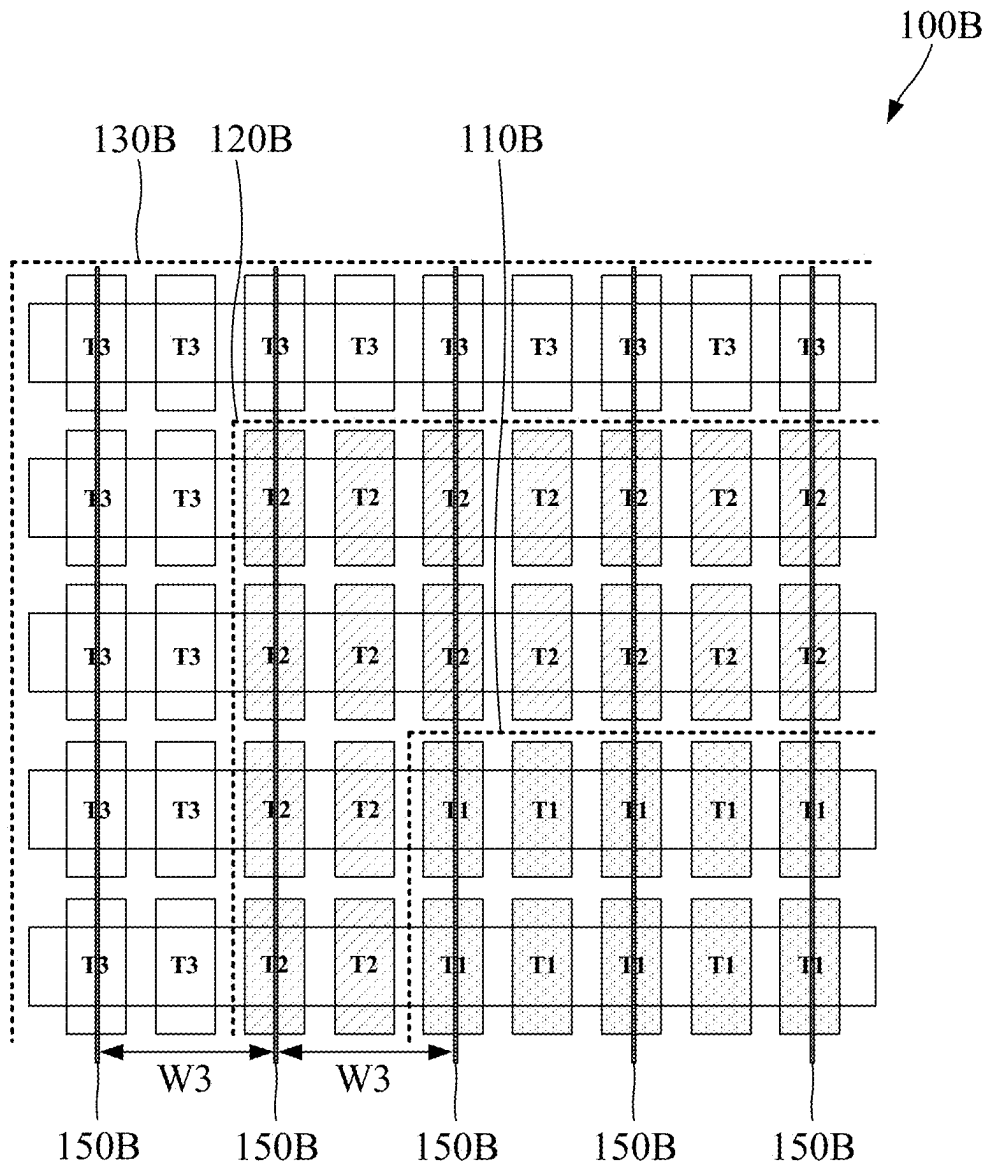 100B
130B 120B 110B
T3 T3 T3 T3 T3 T3 T3 T3 T3
T3 T3 T2 T2 T2 T2 T2 T2 T2
T3 T3 T2 T2 T2 T2 T2 T2 T2
T3 T3 T2 T2 T1 T1 T1 T1 T1
T3 T3 T2 T2 T1 T1 T1 T1 T1
W3 W3
150B 150B 150B 150B 150B